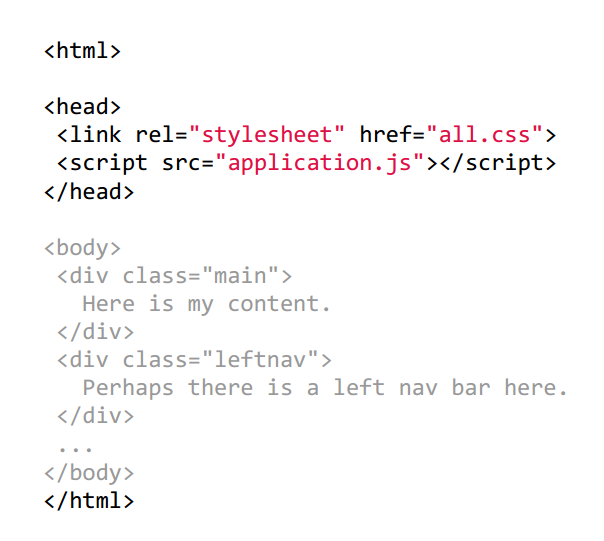 <html>
<head>
<link rel="stylesheet" href="all.css">
<script src="application.js"></script>
</head>
<body>
<div class="main">
Here is my content.
</div>
<div class="leftnav">
Perhaps there is a left nav bar here.
</div>
...
</body>
</html>